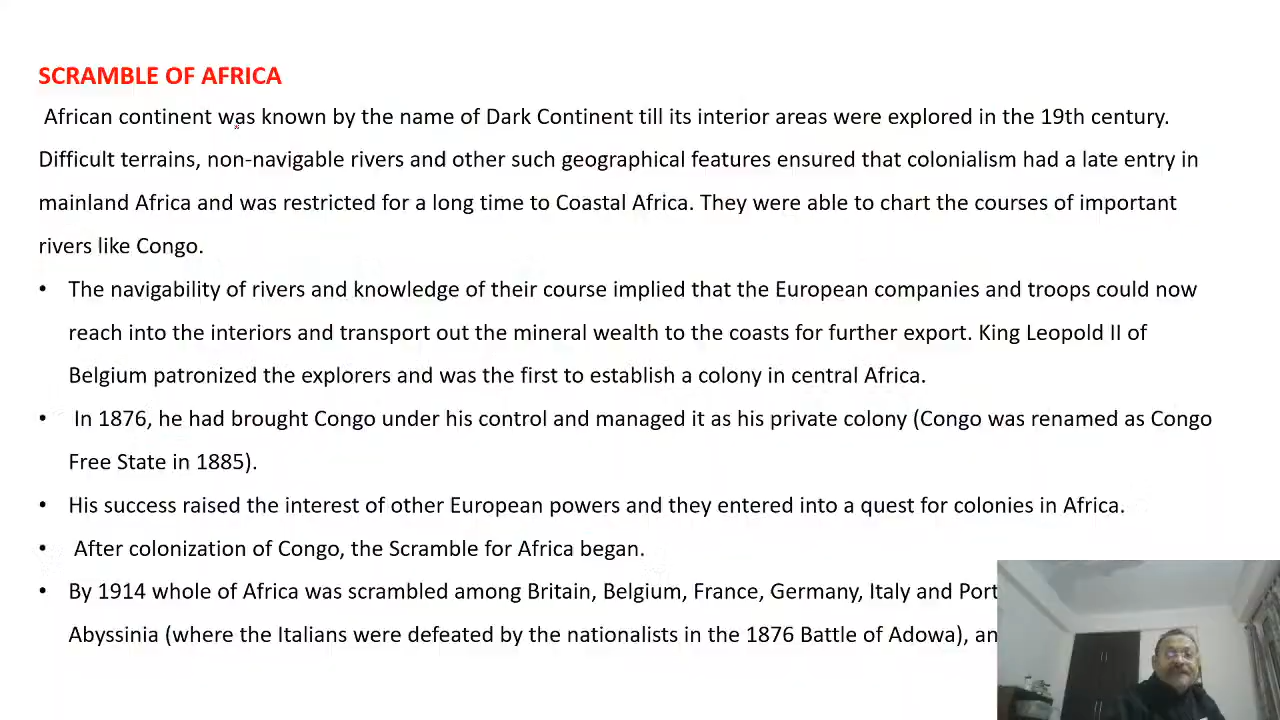 SCRAMBLE OF AFRICA
African continent was known by the name of Dark Continent till its interior areas were explored in the 19th century.
Difficult terrains, non-navigable rivers and other such geographical features ensured that colonialism had a late entry in
mainland Africa and was restricted for a long time to Coastal Africa. They were able to chart the courses of important
rivers like Congo.
• The navigability of rivers and knowledge of their course implied that the European companies and troops could now
reach into the interiors and transport out the mineral wealth to the coasts for further export. King Leopold II of
Belgium patronized the explorers and was the first to establish a colony in central Africa.
• In 1876, he had brought Congo under his control and managed it as his private colony (Congo was renamed as Congo
Free State in 1885).
• His success raised the interest of other European powers and they entered into a quest for colonies in Africa.
• After colonization of Congo, the Scramble for Africa began.
• By 1914 whole of Africa was scrambled among Britain, Belgium, France, Germany, Italy and
Abyssinia (where the Italians were defeated by the nationalists in the 1876 Battle of Adowa),